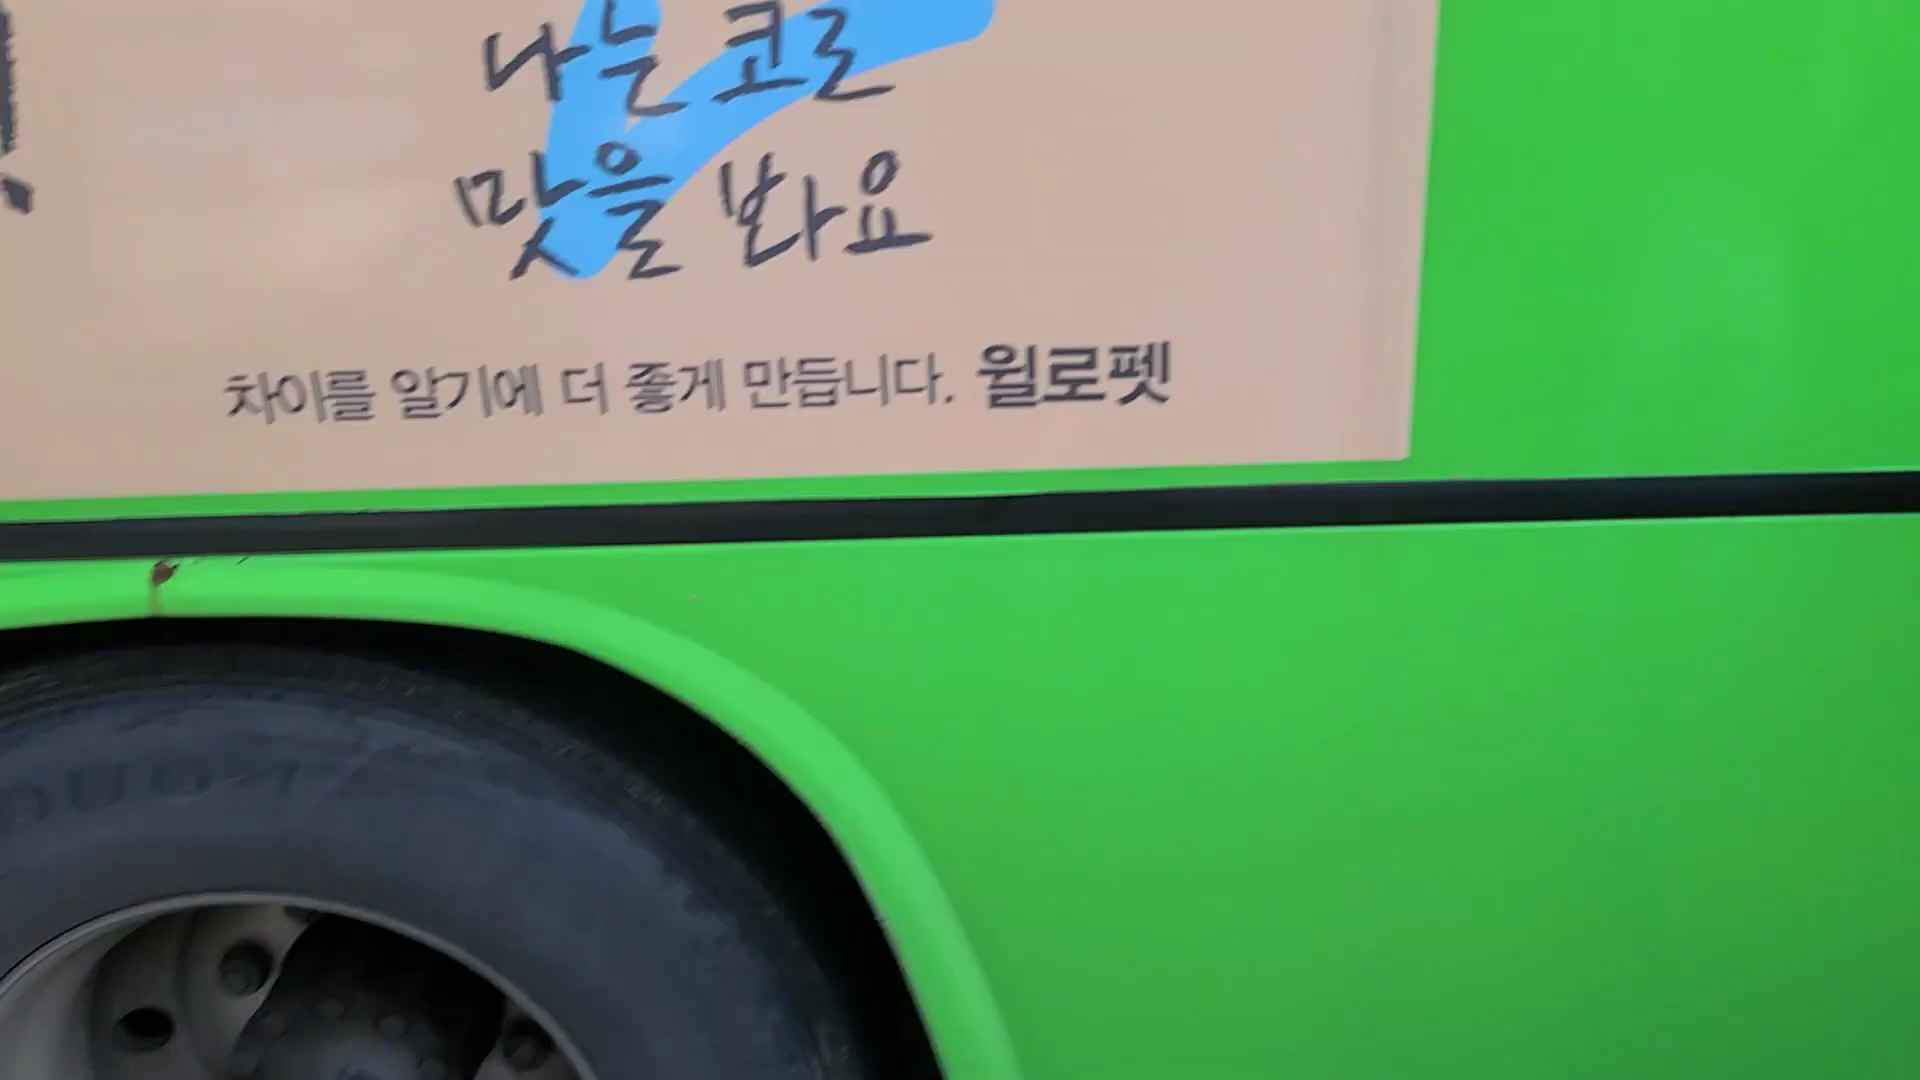 나는 코로
맛을 봐요
차이를 알기에 더 좋게 만듭니다. 윌로펫